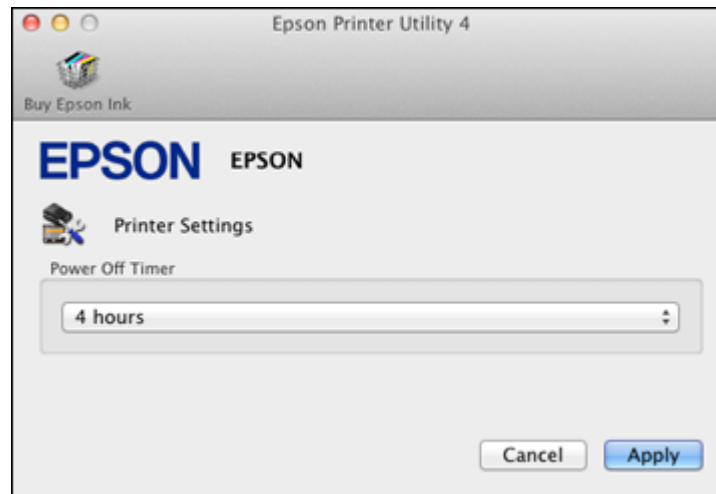 Epson Printer Utility 4
Buy Epson Ink
EPSON EPSON
Printer Settings
Power Off Timer
4 hours
Cancel Apply